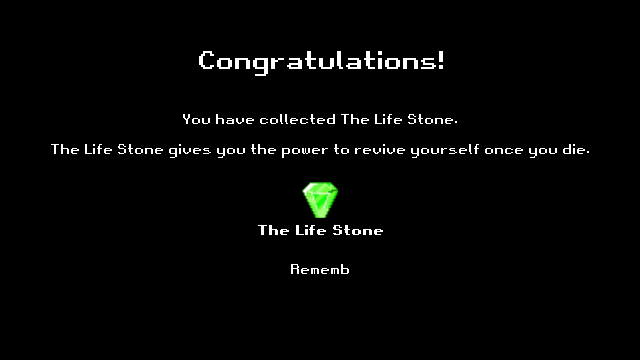 Congratulations!
You have collected The Life Stone.
The Life Stone gives you the power to revive yourself once you die.
The Life Stone
Rememb